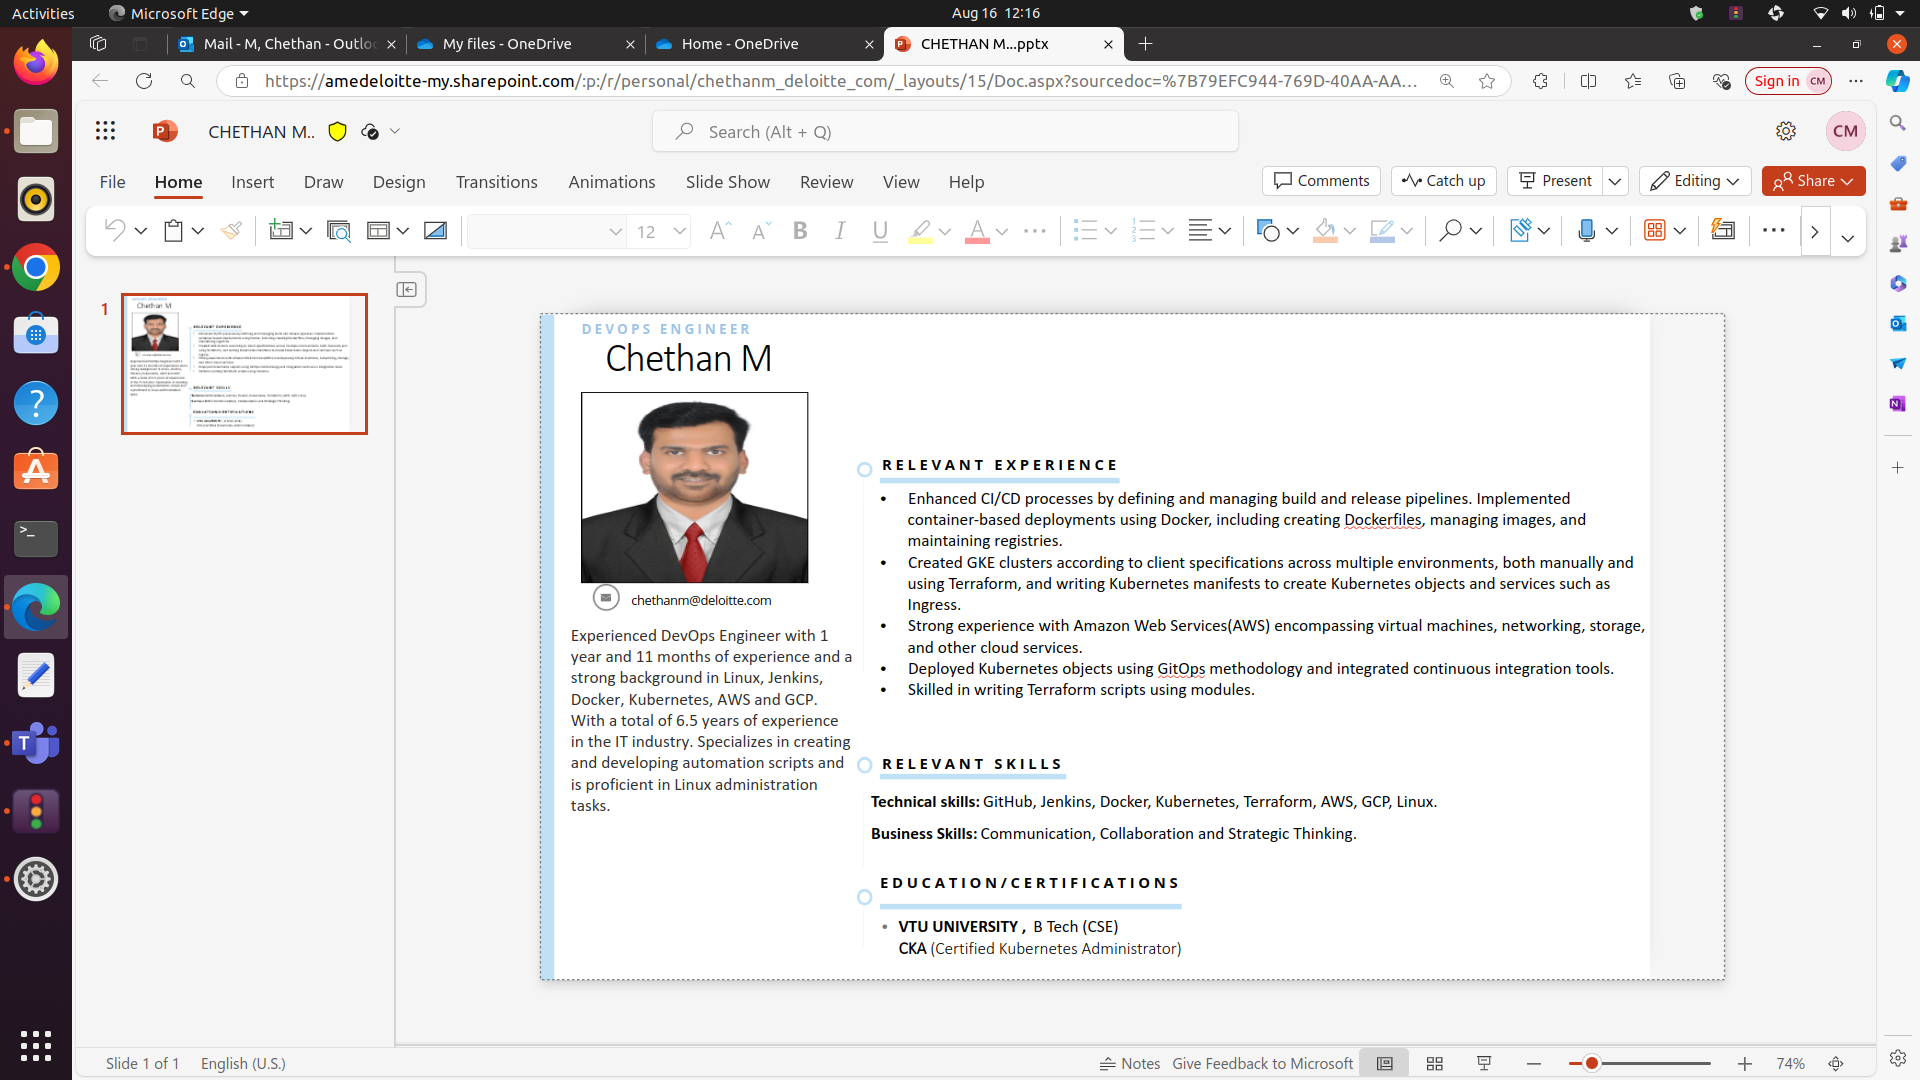 Activities
Microsoft Edge
Aug 16 12:16
Mail - M, Chethan - Outlo
My files - OneDrive
Home - OneDrive
CHETHAN M...pptx
https://amedeloitte-my.sharepoint.com/:p:/r/personal/chethanm_deloitte_com/_layouts/15/Doc.aspx?sourcedoc=%7B79EFC944-769D-40AA-AA...
Sign in CM
CHETHAN M..
Search (Alt + Q)
CM
File Home Insert Draw Design Transitions Animations Slide Show Review View Help
Comments Catch up Present Editing Share
12
1
DEVOPS ENGINEER
Chethan M
chethanm@deloitte.com
Experienced DevOps Engineer with 1
year and 11 months of experience and a
strong background in Linux, Jenkins,
Docker, Kubernetes, AWS and GCP.
With a total of 6.5 years of experience
in the IT industry. Specializes in creating
and developing automation scripts and
is proficient in Linux administration
tasks.
RELEVANT EXPERIENCE
• Enhanced CI/CD processes by defining and managing build and release pipelines. Implemented
container-based deployments using Docker, including creating Dockerfiles, managing images, and
maintaining registries.
• Created GKE clusters according to client specifications across multiple environments, both manually and
using Terraform, and writing Kubernetes manifests to create Kubernetes objects and services such as
Ingress.
• Strong experience with Amazon Web Services(AWS) encompassing virtual machines, networking, storage,
and other cloud services.
• Deployed Kubernetes objects using GitOps methodology and integrated continuous integration tools.
• Skilled in writing Terraform scripts using modules.
RELEVANT SKILLS
Technical skills: GitHub, Jenkins, Docker, Kubernetes, Terraform, AWS, GCP, Linux.
Business Skills: Communication, Collaboration and Strategic Thinking.
EDUCATION/CERTIFICATIONS
• VTU UNIVERSITY , B Tech (CSE)
CKA (Certified Kubernetes Administrator)
Slide 1 of 1 English (U.S.)
Notes Give Feedback to Microsoft 74%